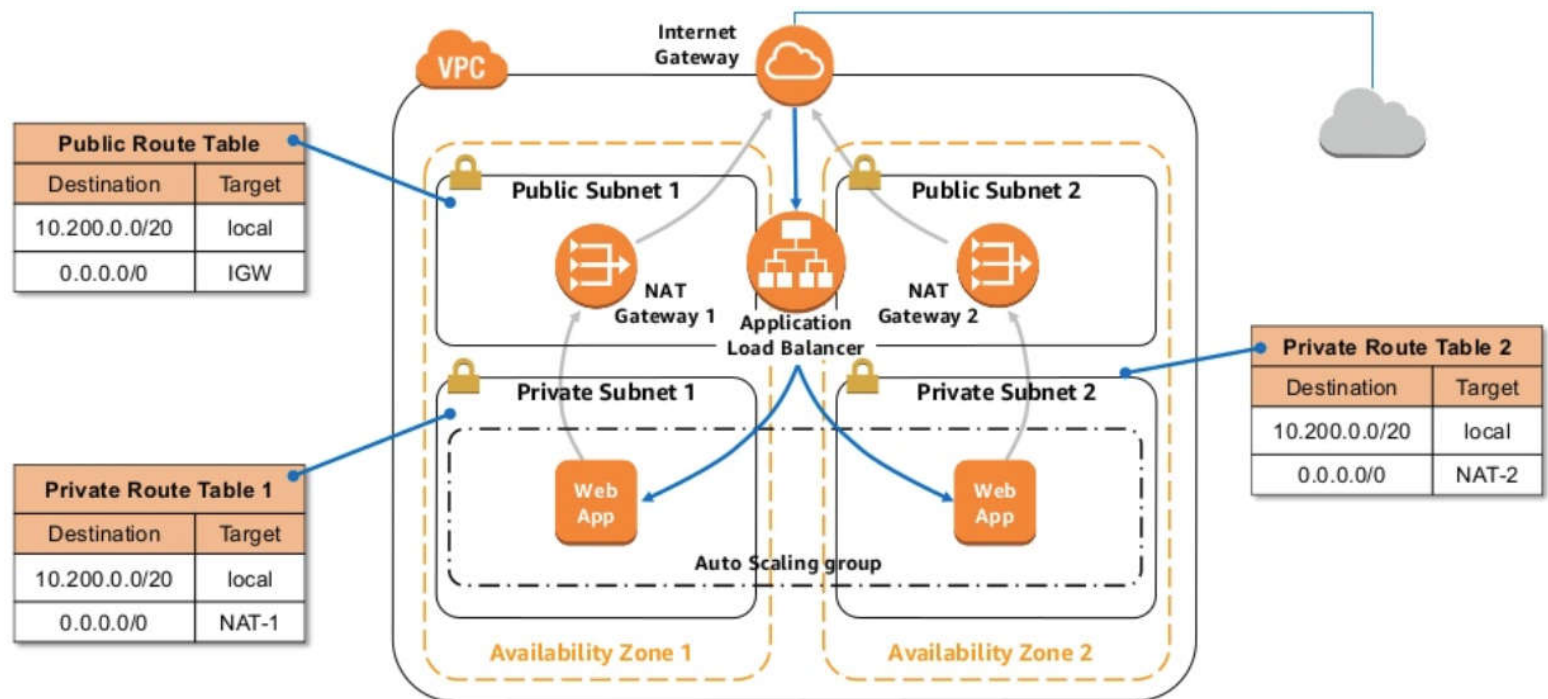 Internet
Gateway
VPC
Public Route Table
Destination Target
10.200.0.0/20 local
0.0.0.0/0 IGW
Public Subnet 1
Public Subnet 2
NAT
Gateway 1
NAT
Gateway 2
Application
Load Balancer
Private Route Table 2
Destination Target
10.200.0.0/20 local
0.0.0.0/0 NAT-2
Private Subnet 1
Private Subnet 2
Private Route Table 1
Destination Target
10.200.0.0/20 local
0.0.0.0/0 NAT-1
Web
App
Web
App
Auto Scaling group
Availability Zone 1
Availability Zone 2